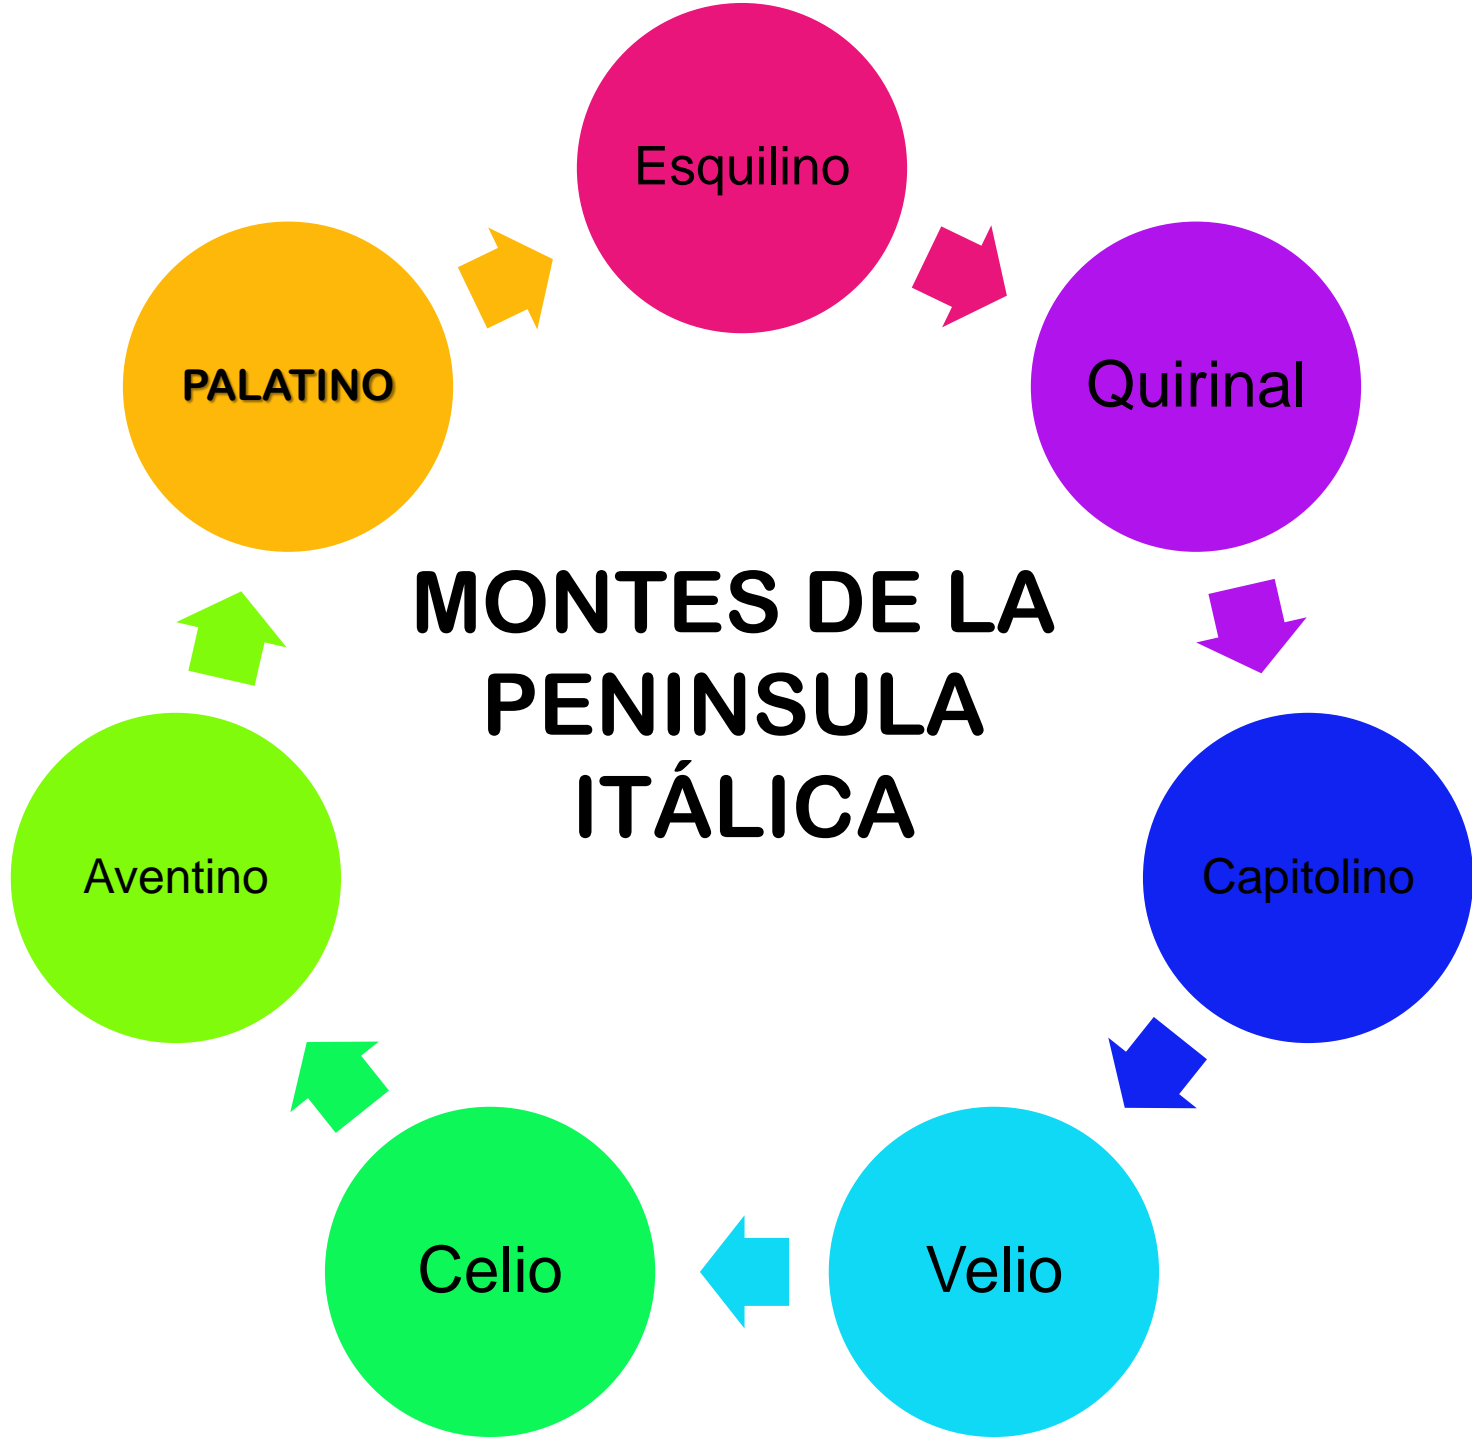 Esquilino
Quirinal
Capitolino
Velio
Celio
Aventino
PALATINO
MONTES DE LA
PENINSULA
ITÁLICA